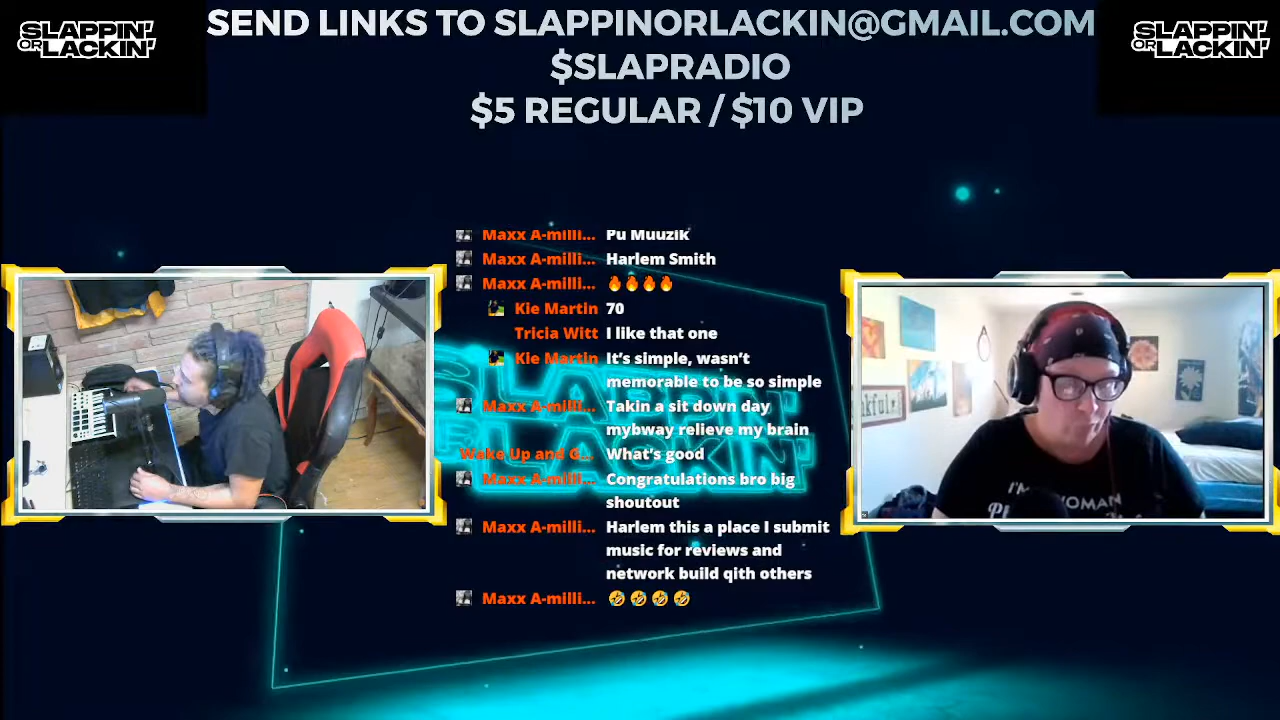 SLAPPIN'
OR LACKIN'
SEND LINKS TO SLAPPINORLACKIN@GMAIL.COM
$SLAPRADIO
$5 REGULAR / $10 VIP
SLAPPIN'
OR LACKIN'
Maxx A-milli... Pu Muuzik
Maxx A-milli... Harlem Smith
Maxx A-milli... 🔥🔥🔥🔥
Kie Martin 70
Tricia Witt I like that one
Kie Martin It's simple, wasn't
memorable to be so simple
Maxx A-milli... Takin a sit down day
mybway relieve my brain
Wake Up and G... What's good
Maxx A-milli... Congratulations bro big
shoutout
Maxx A-milli... Harlem this a place I submit
music for reviews and
network build qith others
Maxx A-milli... 🤣🤣🤣🤣
SLAPPIN'
OR LACKIN'
I'M WOMAN